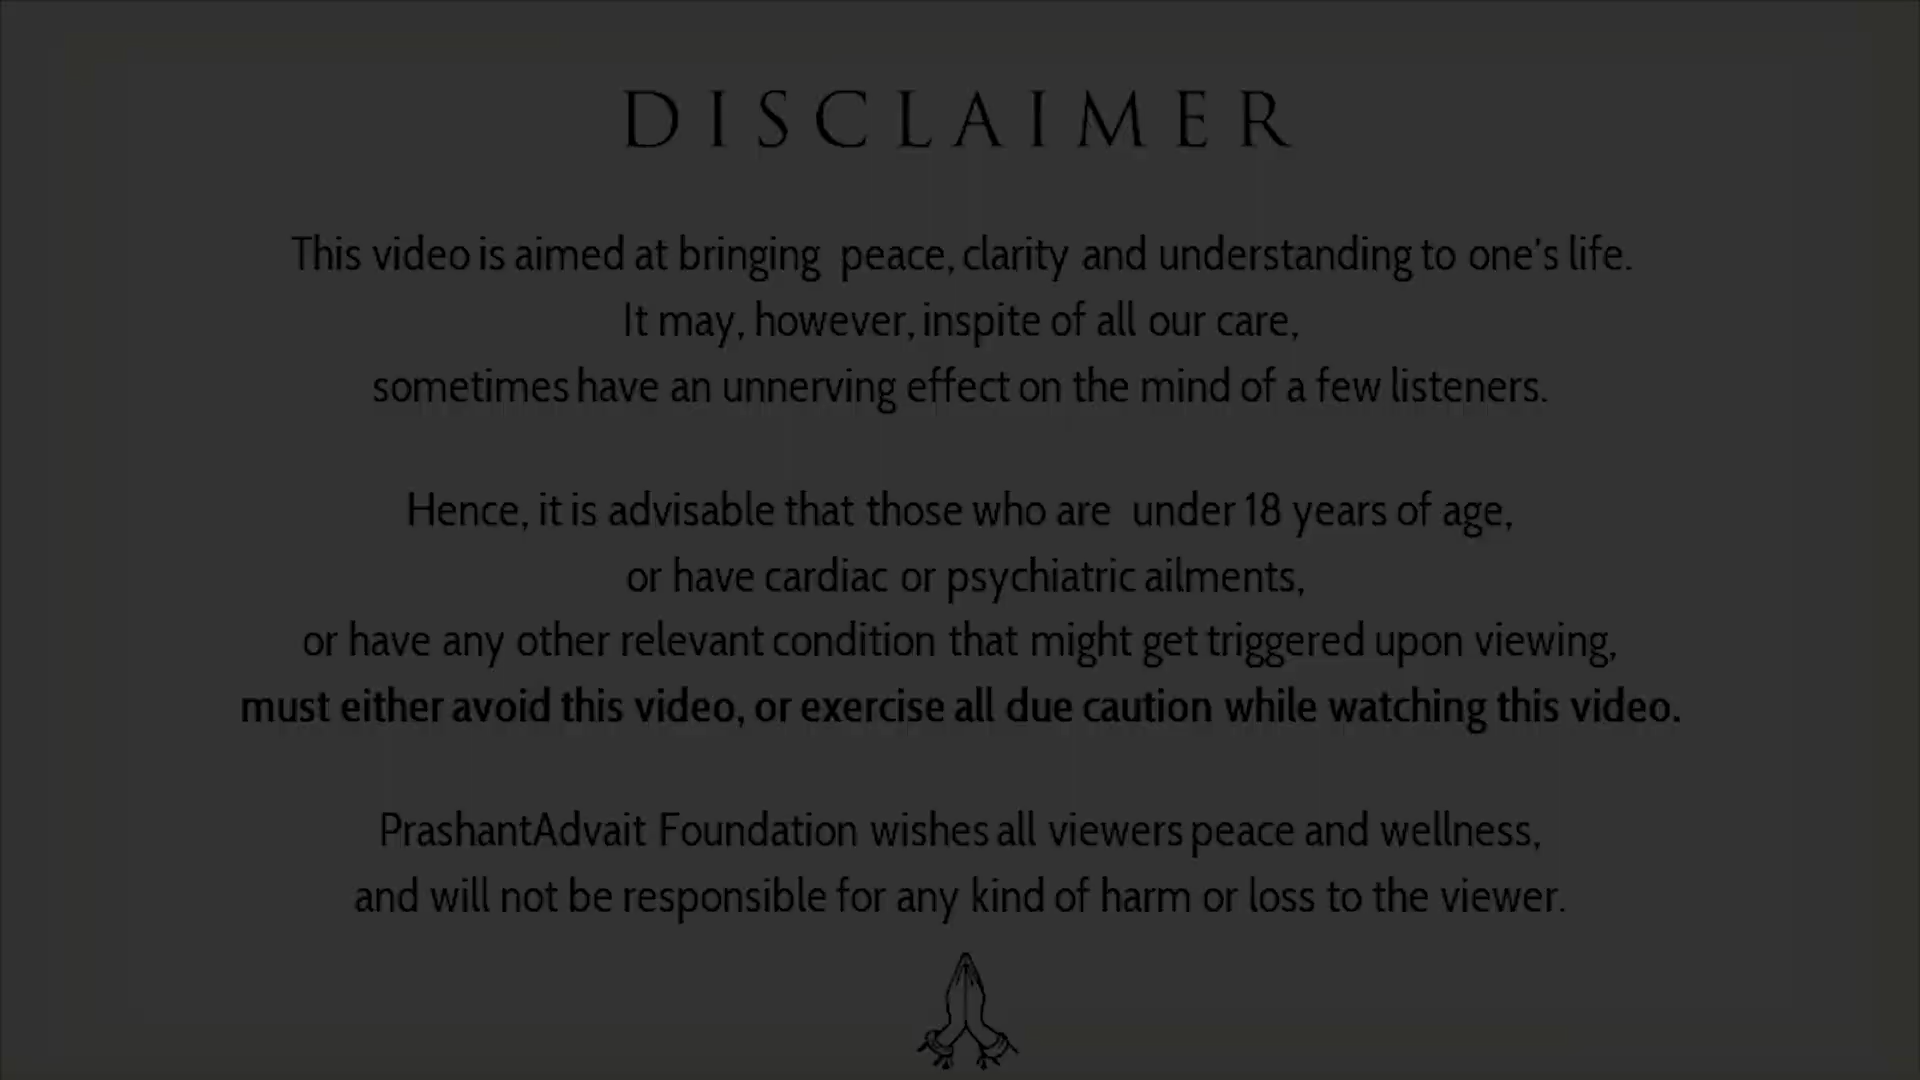 DISCLAIMER
This video is aimed at bringing peace, clarity and understanding to one's life.
It may, however, inspite of all our care,
sometimes have an unnerving effect on the mind of a few listeners.
Hence, it is advisable that those who are under 18 years of age,
or have cardiac or psychiatric ailments,
or have any other relevant condition that might get triggered upon viewing,
must either avoid this video, or exercise all due caution while watching this video.
PrashantAdvait Foundation wishes all viewers peace and wellness,
and will not be responsible for any kind of harm or loss to the viewer.